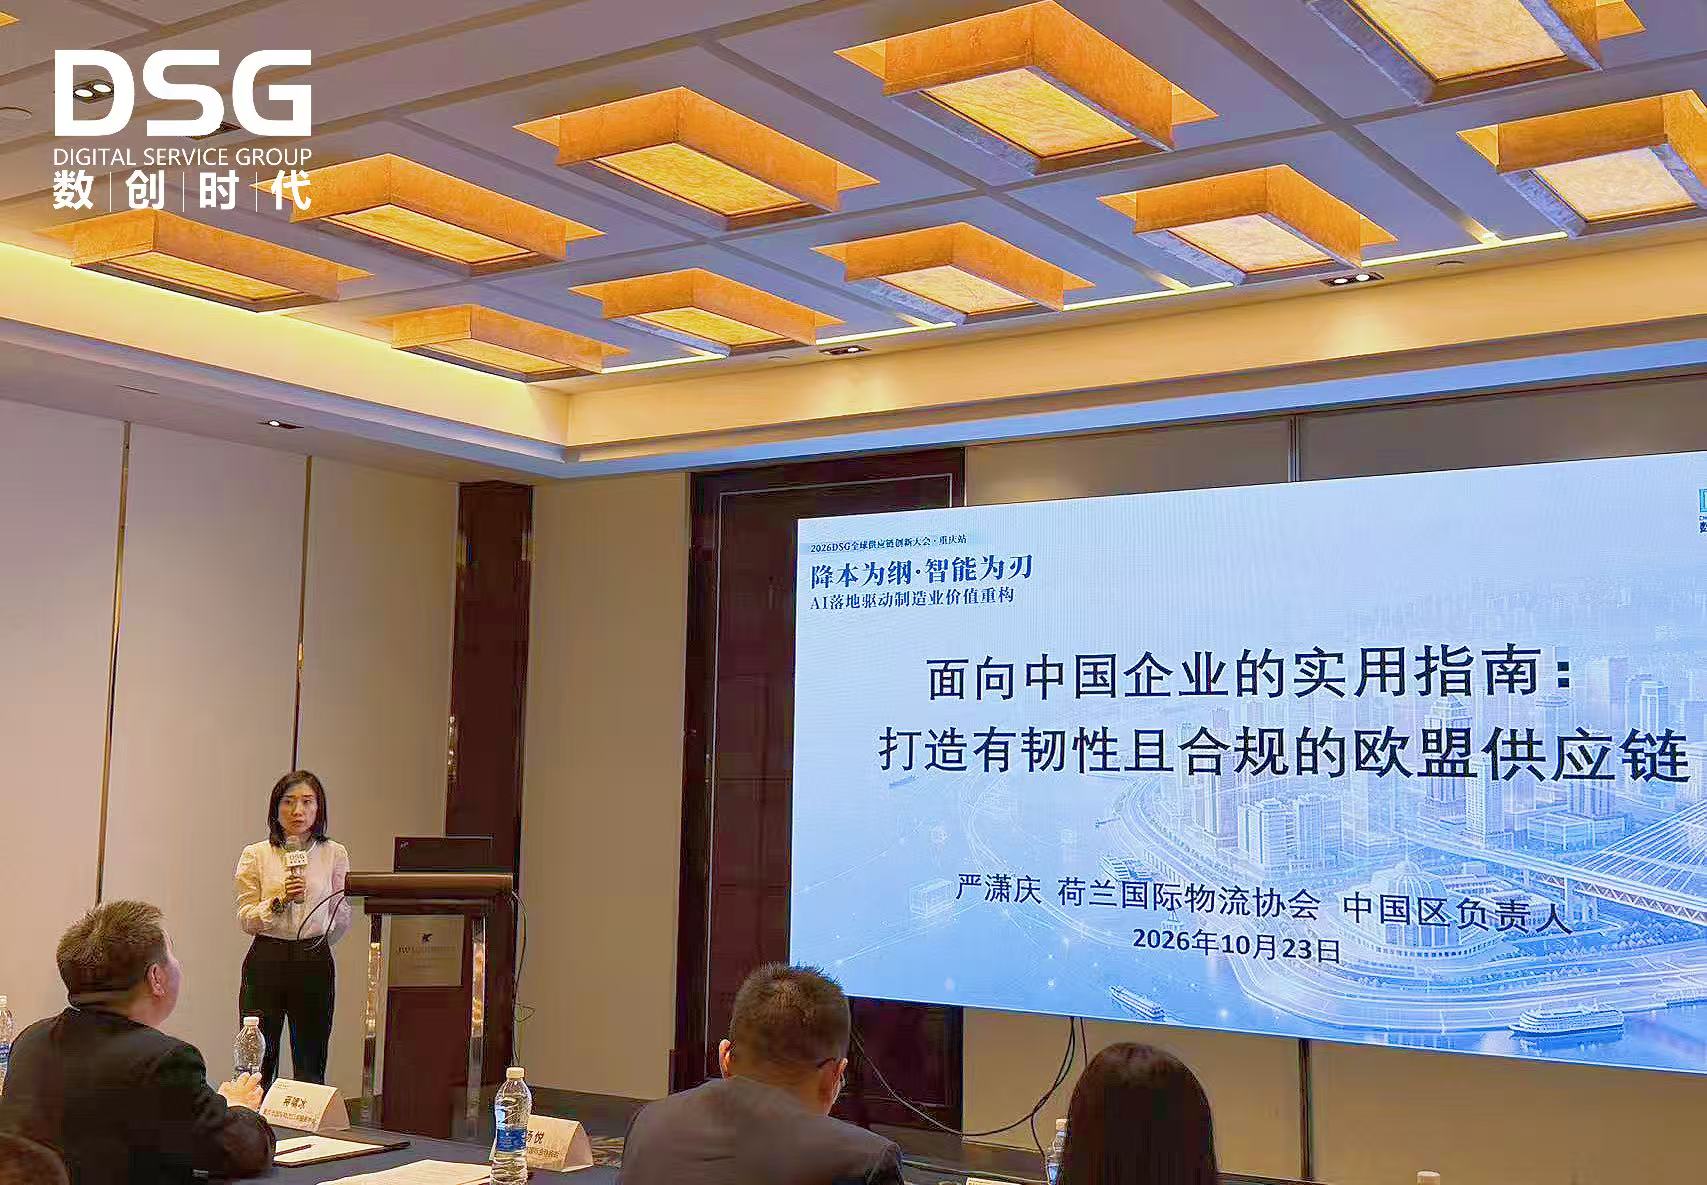 DSG
DIGITAL SERVICE GROUP
数|创|时|代
2026DSG全球供应链创新大会·重庆站
降本为纲·智能为刃
AI落地驱动制造业价值重构
面向中国企业的实用指南：
打造有韧性且合规的欧盟供应链
严潇庆 荷兰国际物流协会 中国区负责人
2026年10月23日
DSG
杨悦